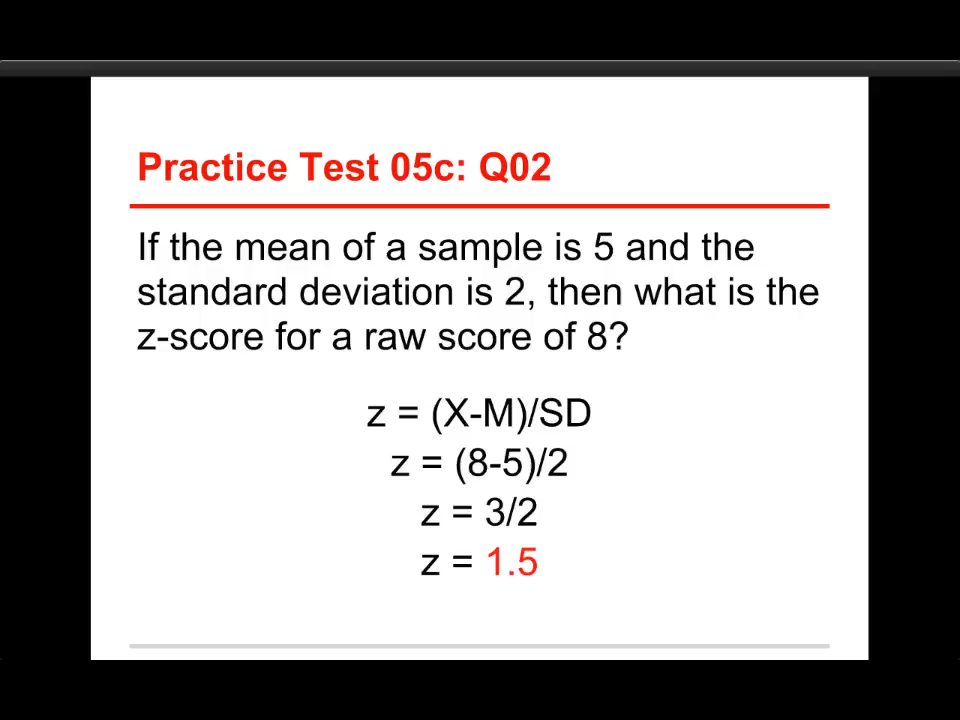 Practice Test 05c: Q02
If the mean of a sample is 5 and the
standard deviation is 2, then what is the
z-score for a raw score of 8?
z = (X-M)/SD
z = (8-5)/2
z = 3/2
z = 1.5